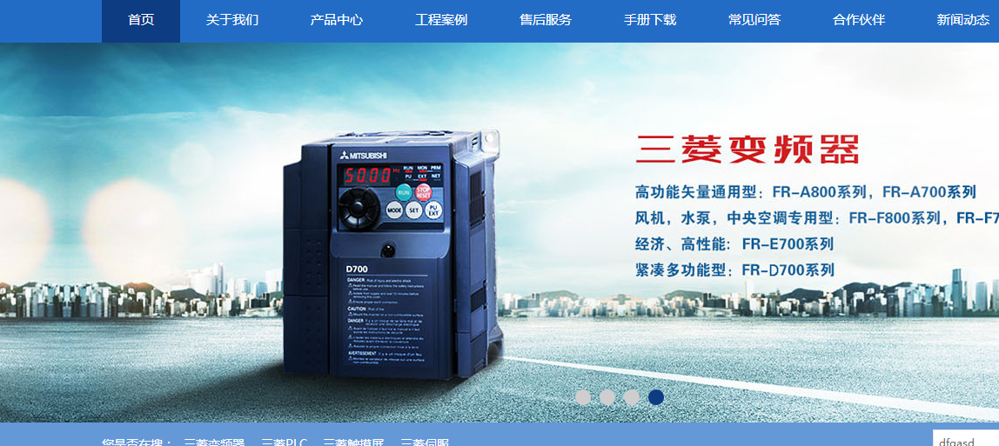 首页 关于我们 产品中心 工程案例 售后服务 手册下载 常见问答 合作伙伴 新闻动态
三菱变频器
高功能矢量通用型：FR-A800系列，FR-A700系列
风机，水泵，中央空调专用型：FR-F800系列，FR-F7
经济、高性能：FR-E700系列
紧凑多功能型：FR-D700系列
MITSUBISHI
50.00 Hz RUN MON PRM
PU EXT NET
RUN STOP RESET
MODE SET PU EXT
D700
DANGER
CAUTION
DANGER
AVERTISSEMENT
您是否在搜： 三菱变频器 三菱PLC 三菱触摸屏 三菱伺服
dfgasd